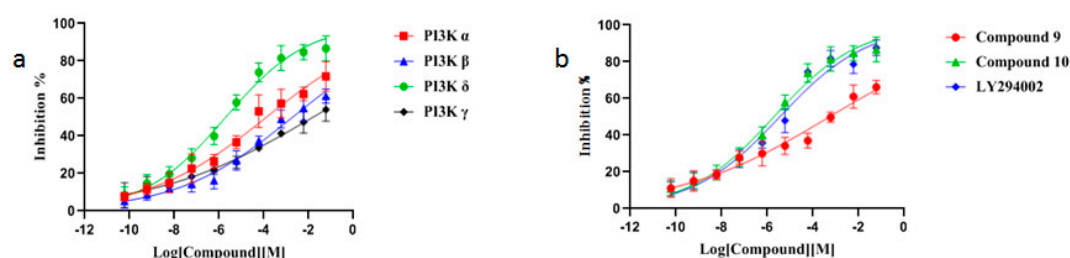 a
Inhibition %
100
80
60
40
20
0
-12
-10
-8
-6
-4
-2
0
Log[Compound][M]
PI3K α
PI3K β
PI3K δ
PI3K γ
b
Inhibition %
100
80
60
40
20
0
-12
-10
-8
-6
-4
-2
0
Log[Compound][M]
Compound 9
Compound 10
LY294002